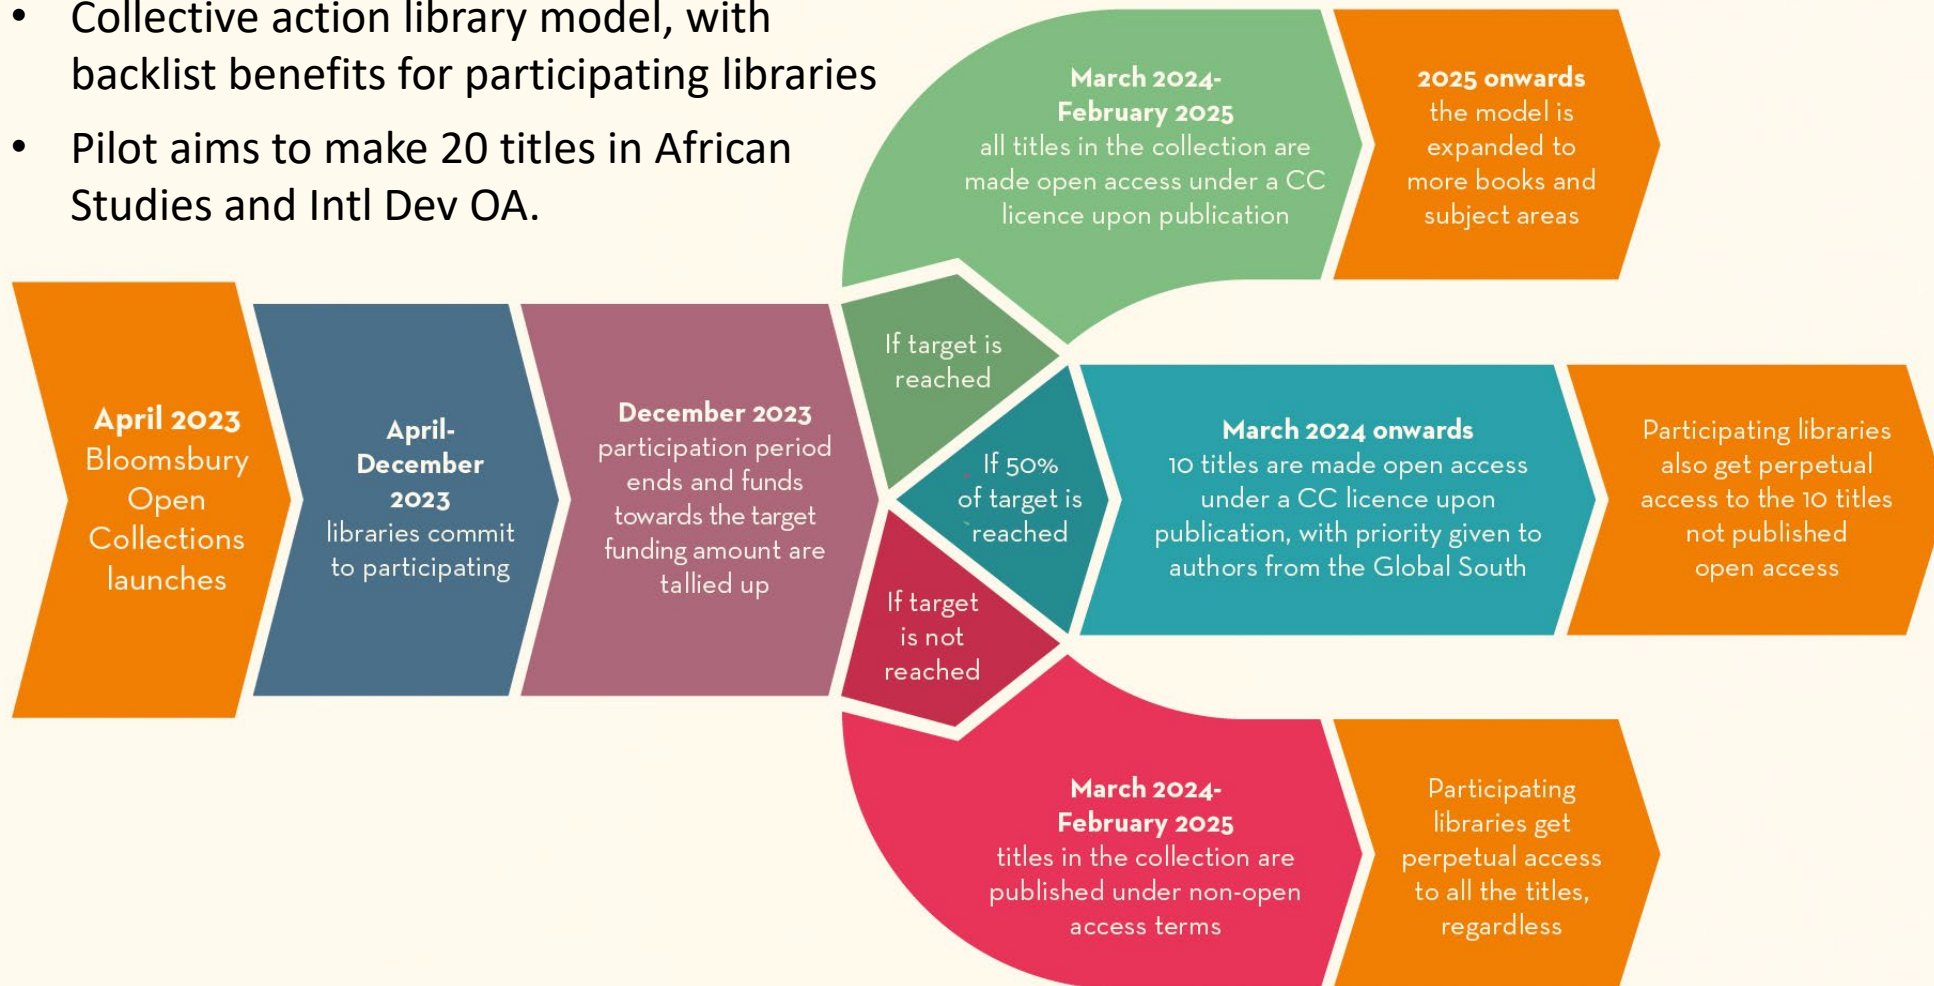 • Collective action library model, with
backlist benefits for participating libraries
• Pilot aims to make 20 titles in African
Studies and Intl Dev OA.
April 2023
Bloomsbury
Open
Collections
launches
April-
December
2023
libraries commit
to participating
December 2023
participation period
ends and funds
towards the target
funding amount are
tallied up
If target is
reached
March 2024-
February 2025
all titles in the collection are
made open access under a CC
licence upon publication
2025 onwards
the model is
expanded to
more books and
subject areas
If 50%
of target is
reached
March 2024 onwards
10 titles are made open access
under a CC licence upon
publication, with priority given to
authors from the Global South
Participating libraries
also get perpetual
access to the 10 titles
not published
open access
If target
is not
reached
March 2024-
February 2025
titles in the collection are
published under non-open
access terms
Participating
libraries get
perpetual access
to all the titles,
regardless